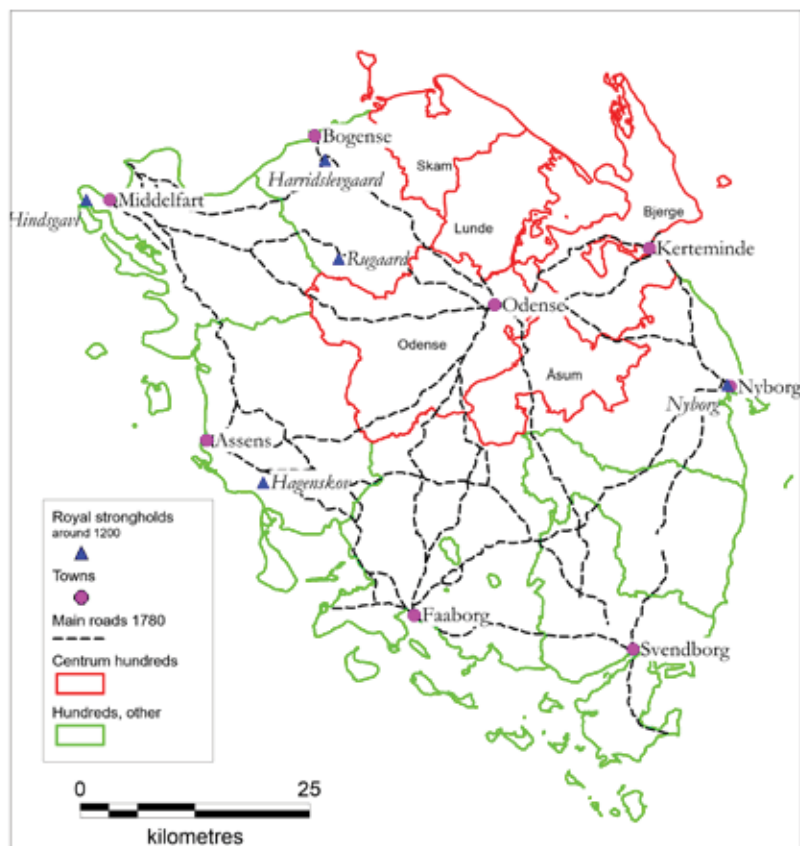 Bogense
Harridslevgaard
Skam
Middelfart
Hindsgavl
Bjerge
Lunde
Kerteminde
Rugaard
Odense
Odense
Åsum
Nyborg
Nyborg
Assens
Hagenskov
Royal strongholds
around 1200
Towns
Main roads 1780
Centrum hundreds
Hundreds, other
Faaborg
Svendborg
0 25
kilometres